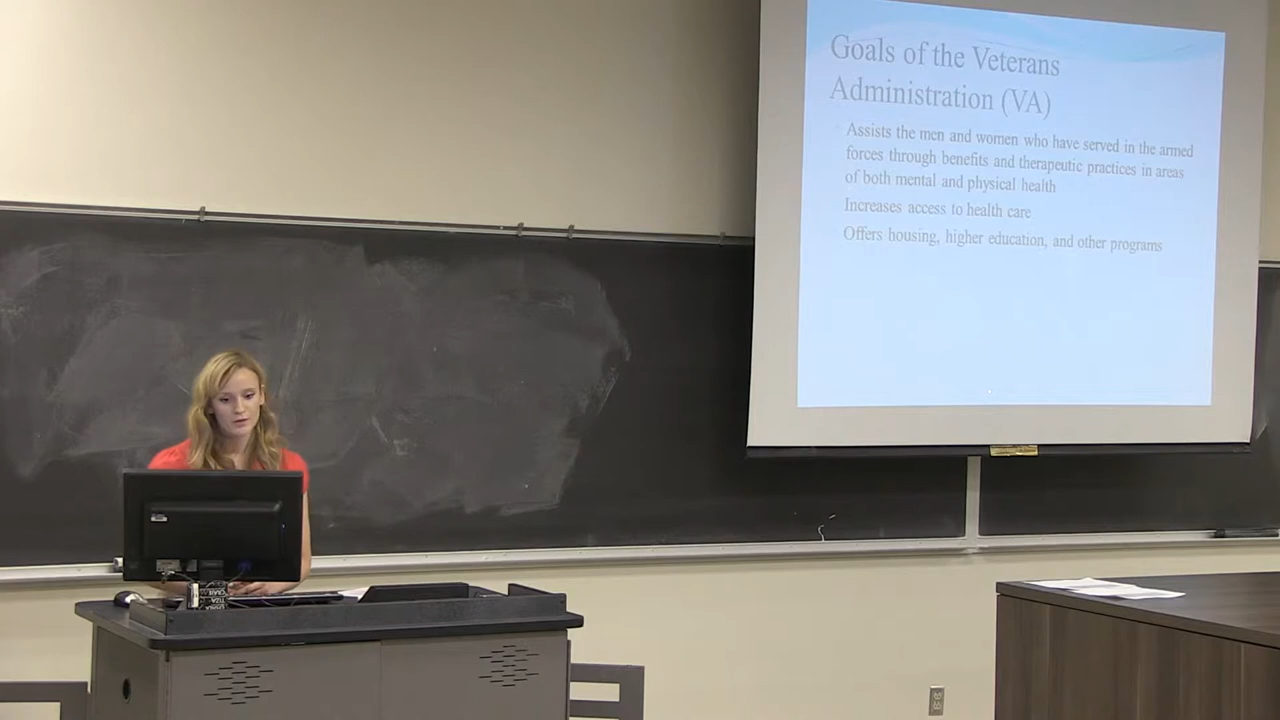 Goals of the Veterans
Administration (VA)
Assists the men and women who have served in the armed
forces through benefits and therapeutic practices in areas
of both mental and physical health
Increases access to health care
Offers housing, higher education, and other programs